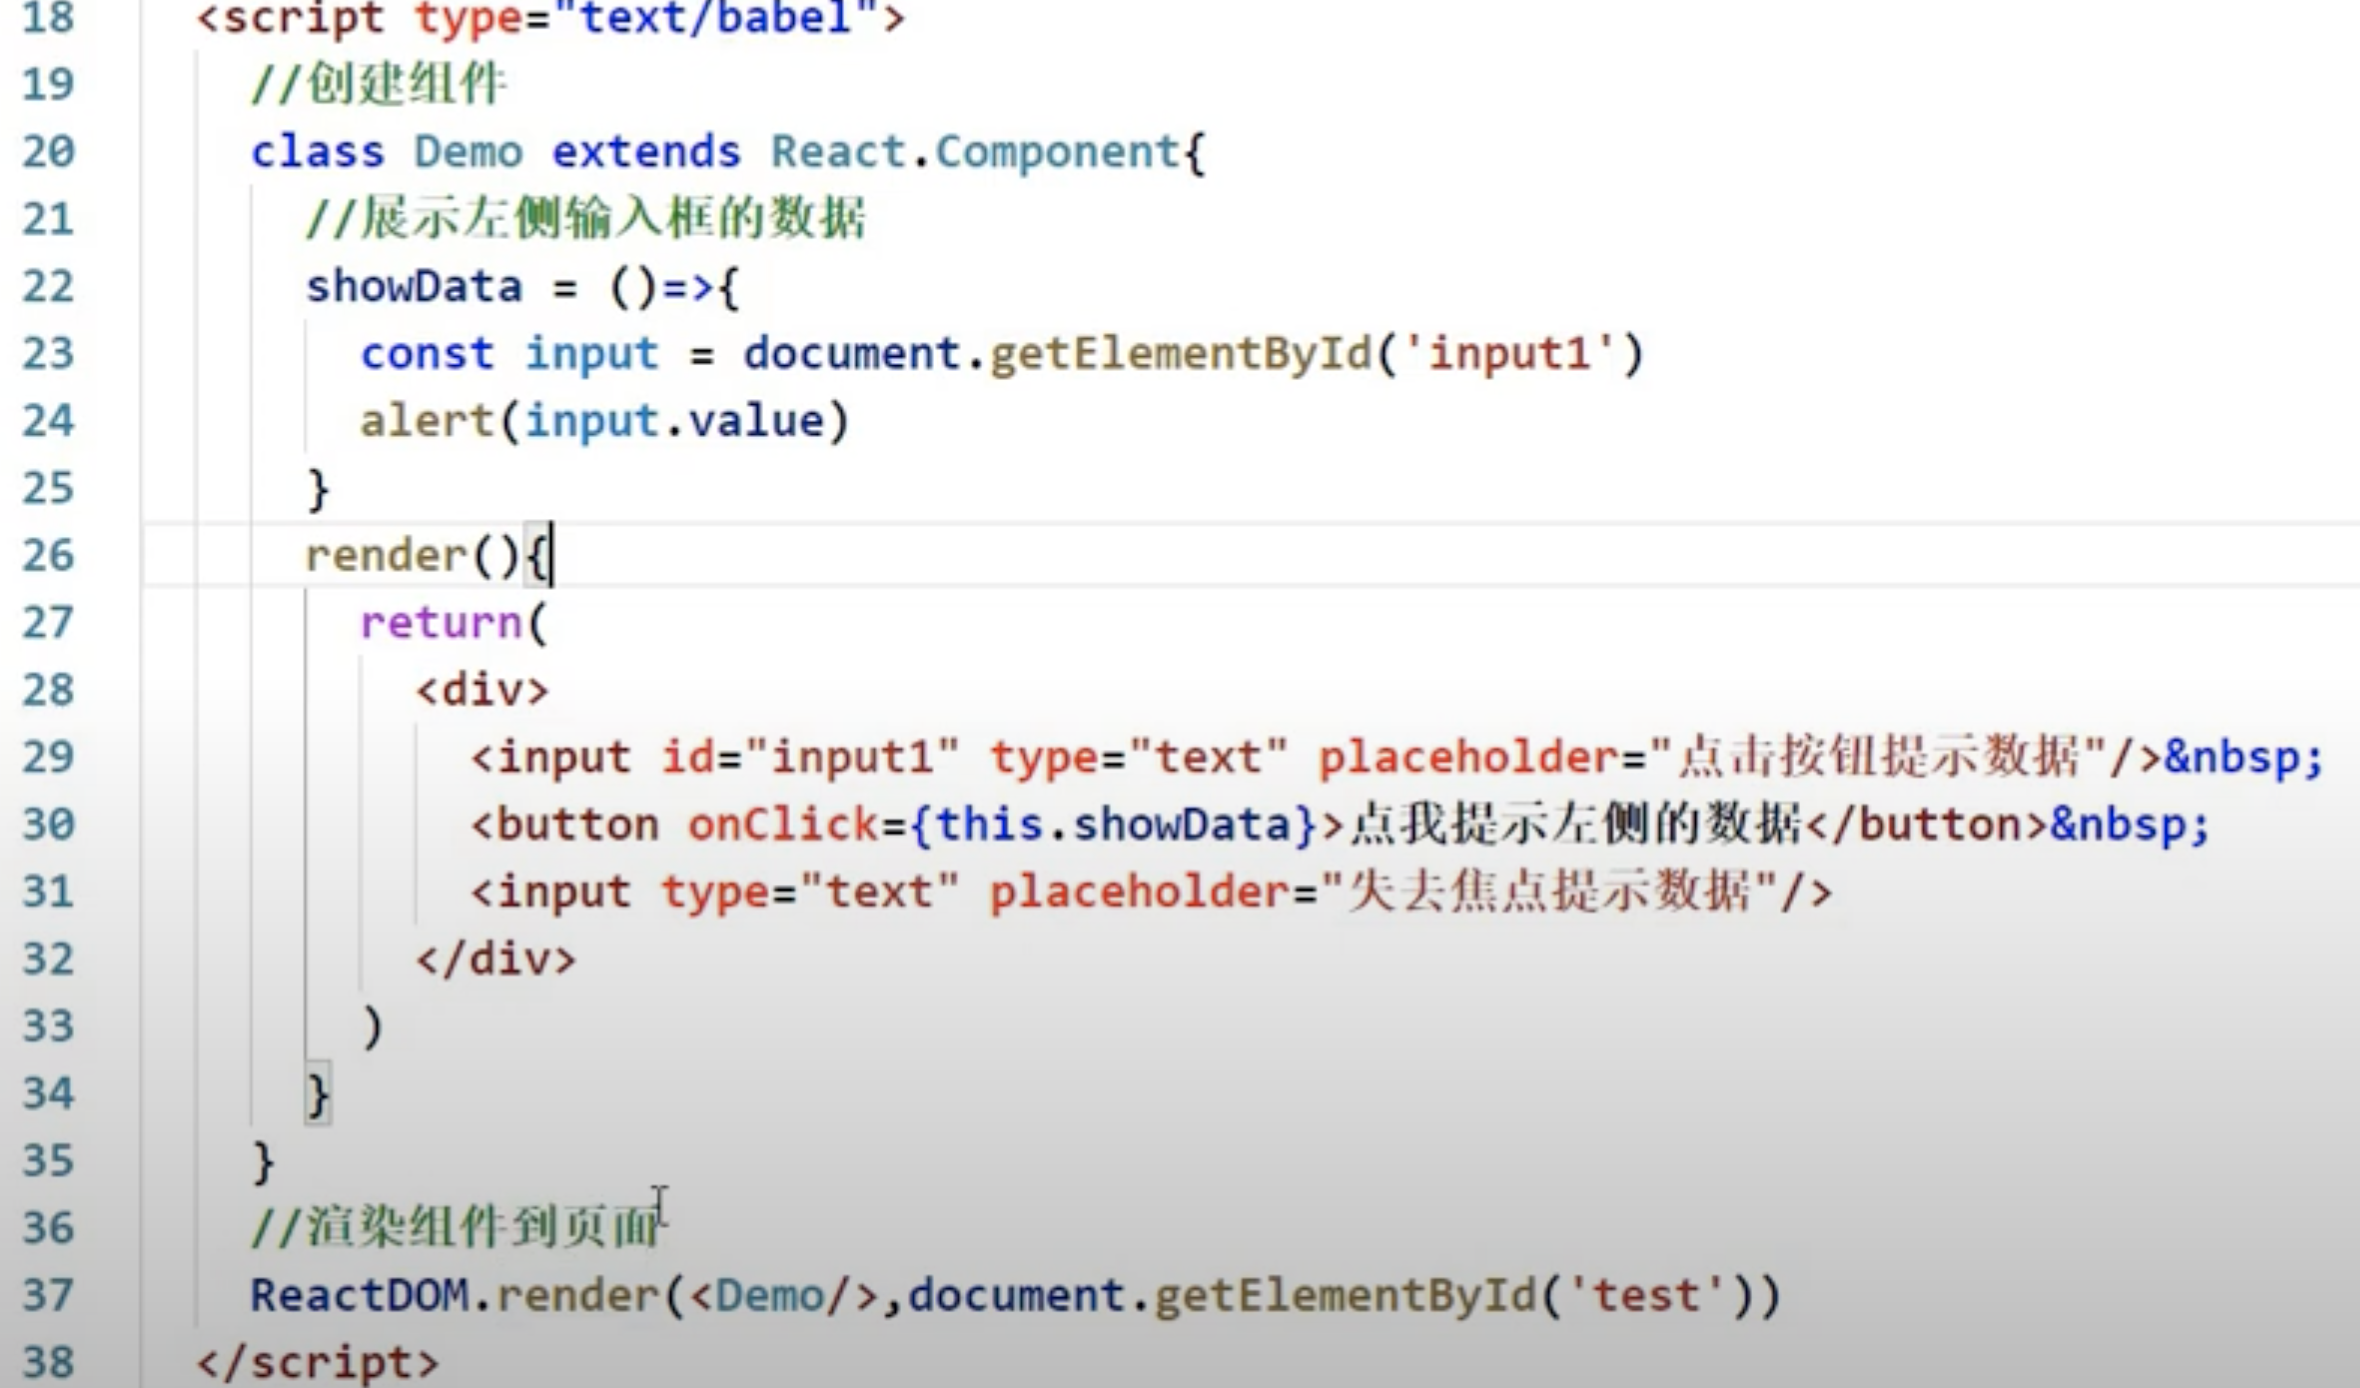 18 <script type="text/babel">
19 //创建组件
20 class Demo extends React.Component{
21 //展示左侧输入框的数据
22 showData = ()=>{
23 const input = document.getElementById('input1')
24 alert(input.value)
25 }
26 render(){
27 return(
28 <div>
29 <input id="input1" type="text" placeholder="点击按钮提示数据"/>&nbsp;
30 <button onClick={this.showData}>点我提示左侧的数据</button>&nbsp;
31 <input type="text" placeholder="失去焦点提示数据"/>
32 </div>
33 )
34 }
35 }
36 //渲染组件到页面
37 ReactDOM.render(<Demo/>,document.getElementById('test'))
38 </script>